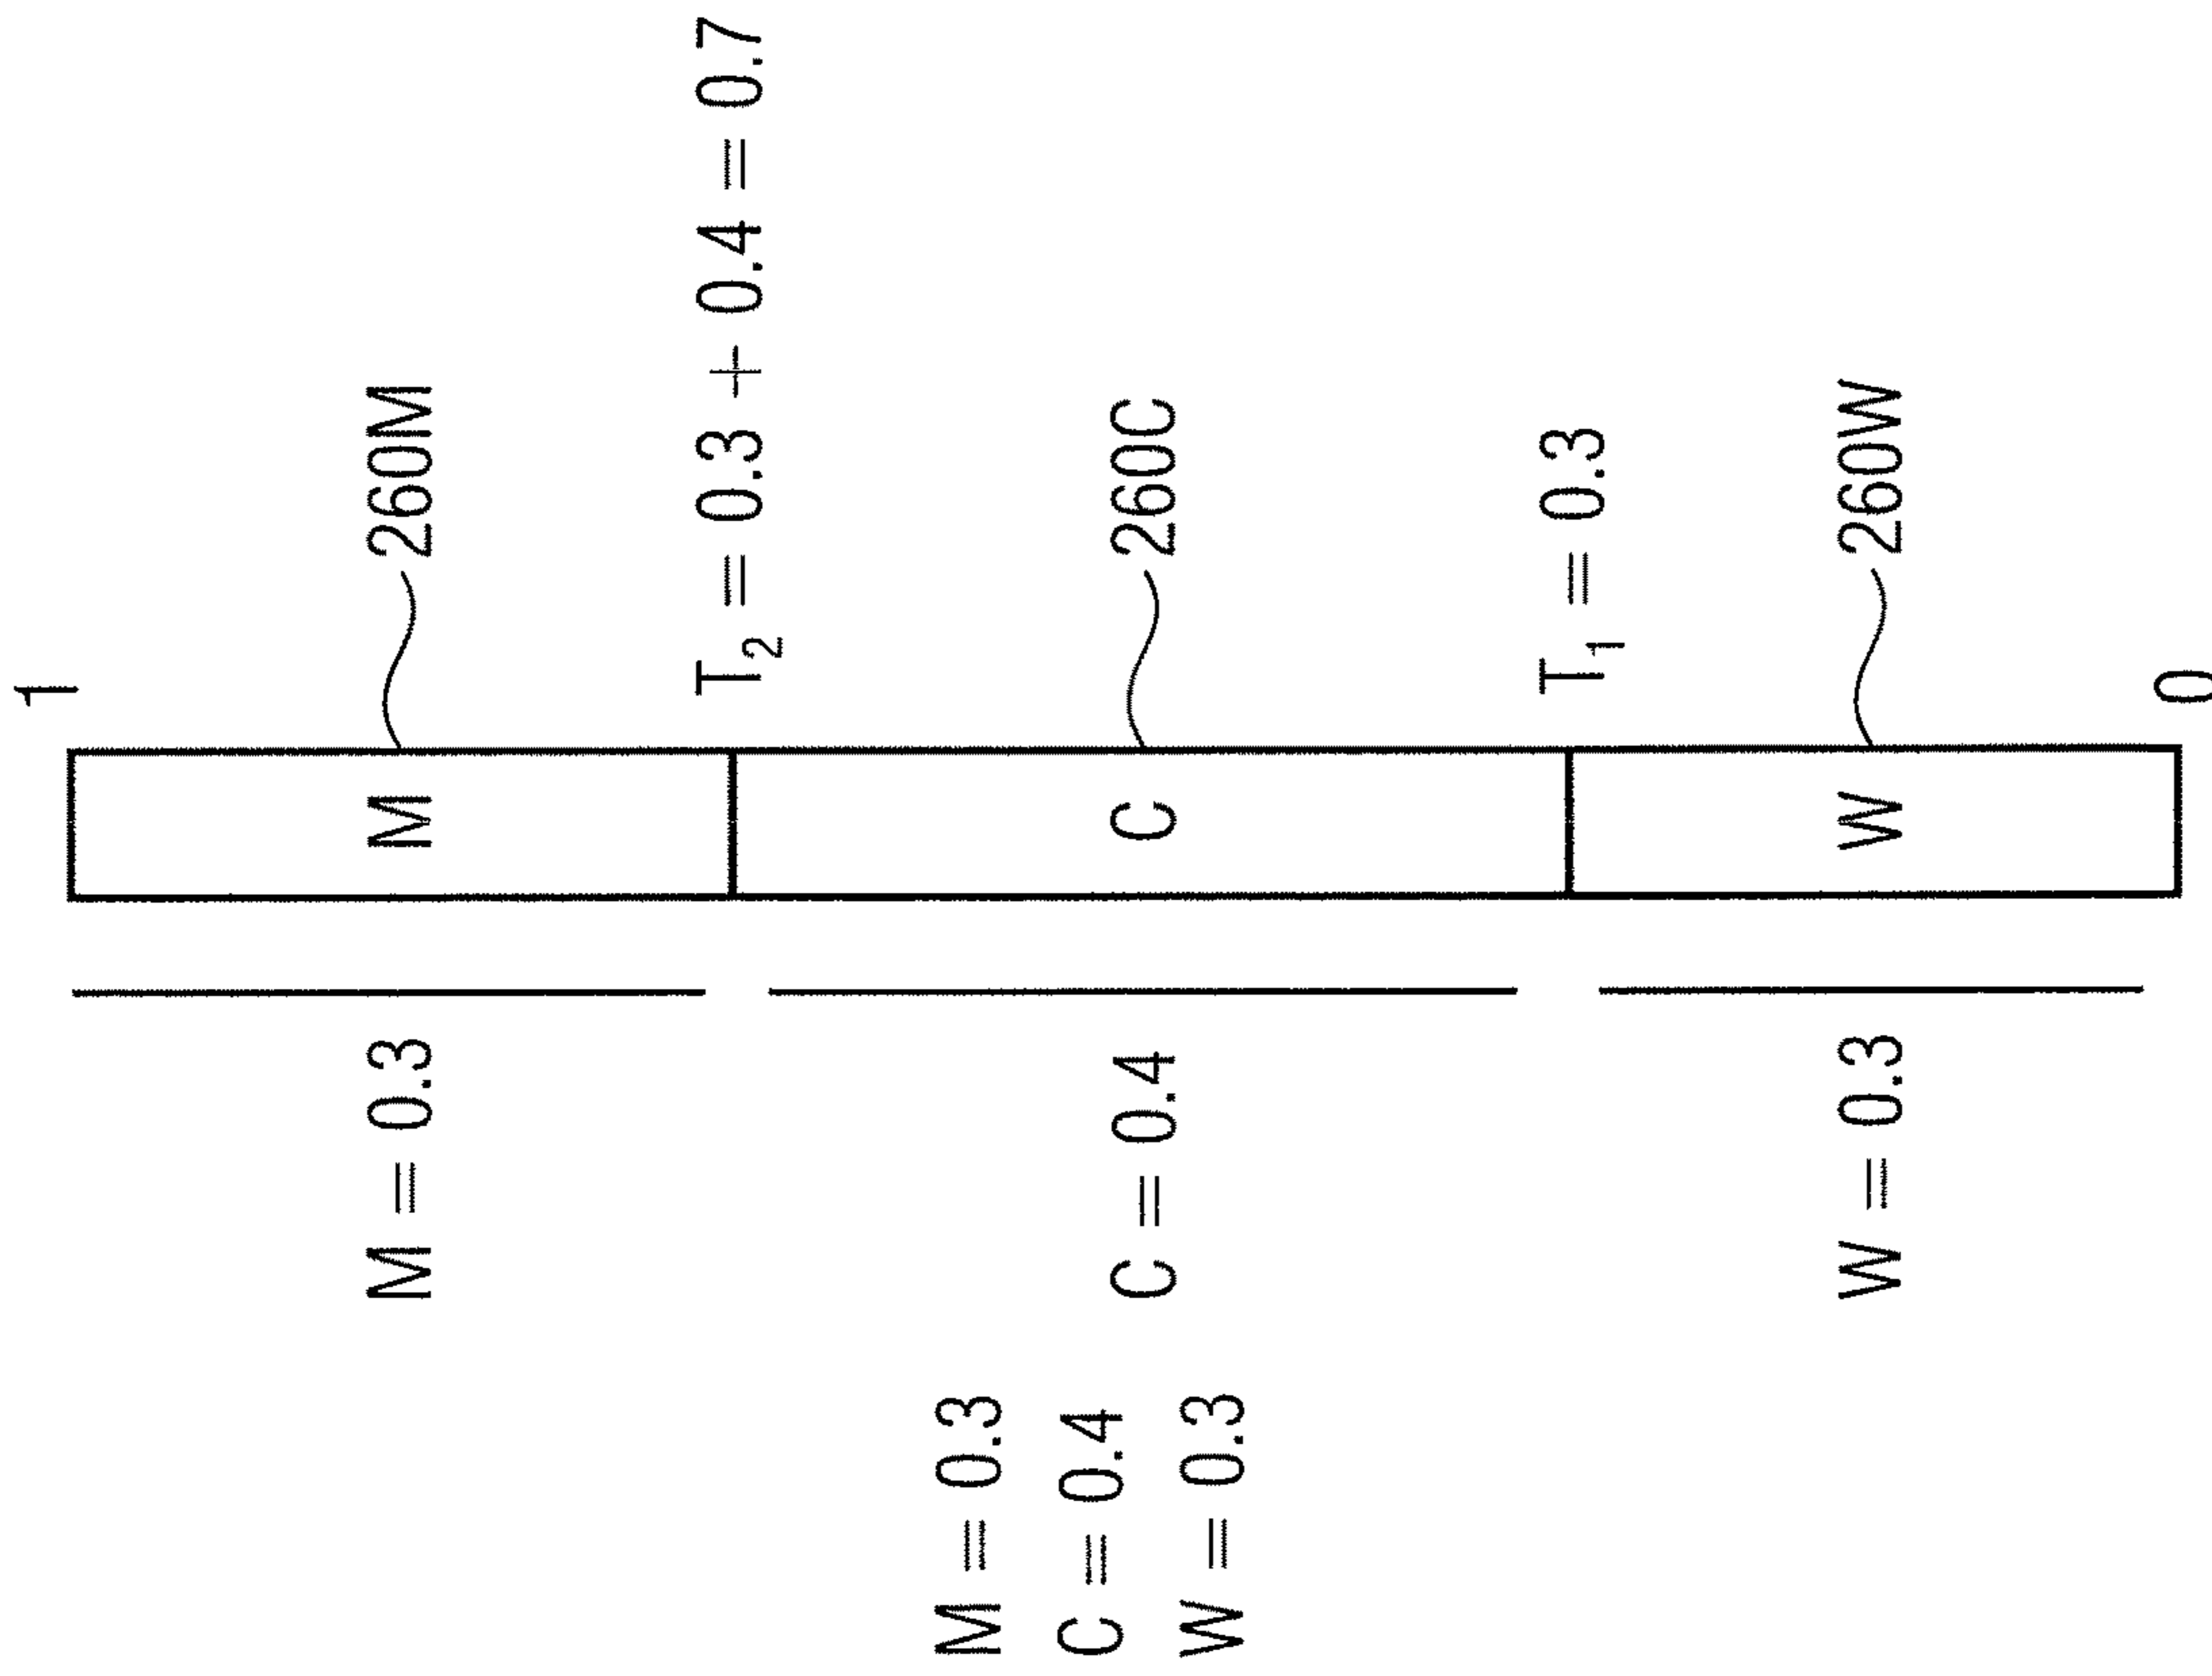 M = 0.3
C = 0.4
W = 0.3
1
M = 0.3
M
260M
T₂ = 0.3 + 0.4 = 0.7
C = 0.4
C
260C
T₁ = 0.3
W = 0.3
W
260W
0